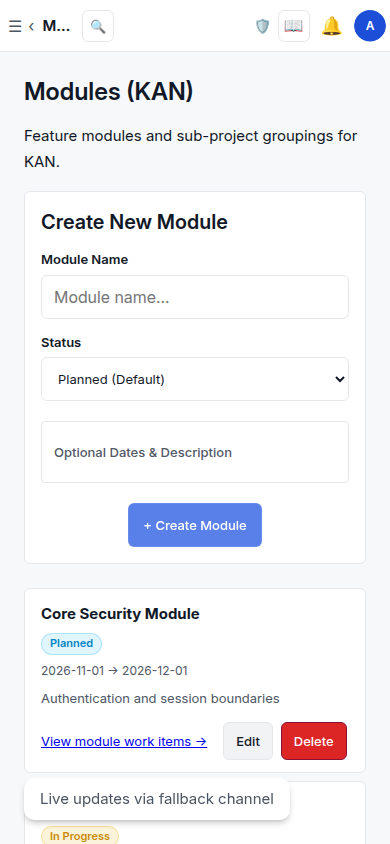 M...
A
Modules (KAN)
Feature modules and sub-project groupings for
KAN.
Create New Module
Module Name
Module name...
Status
Planned (Default)
Optional Dates & Description
+ Create Module
Core Security Module
Planned
2026-11-01 → 2026-12-01
Authentication and session boundaries
View module work items →
Edit
Delete
Live updates via fallback channel
In Progress